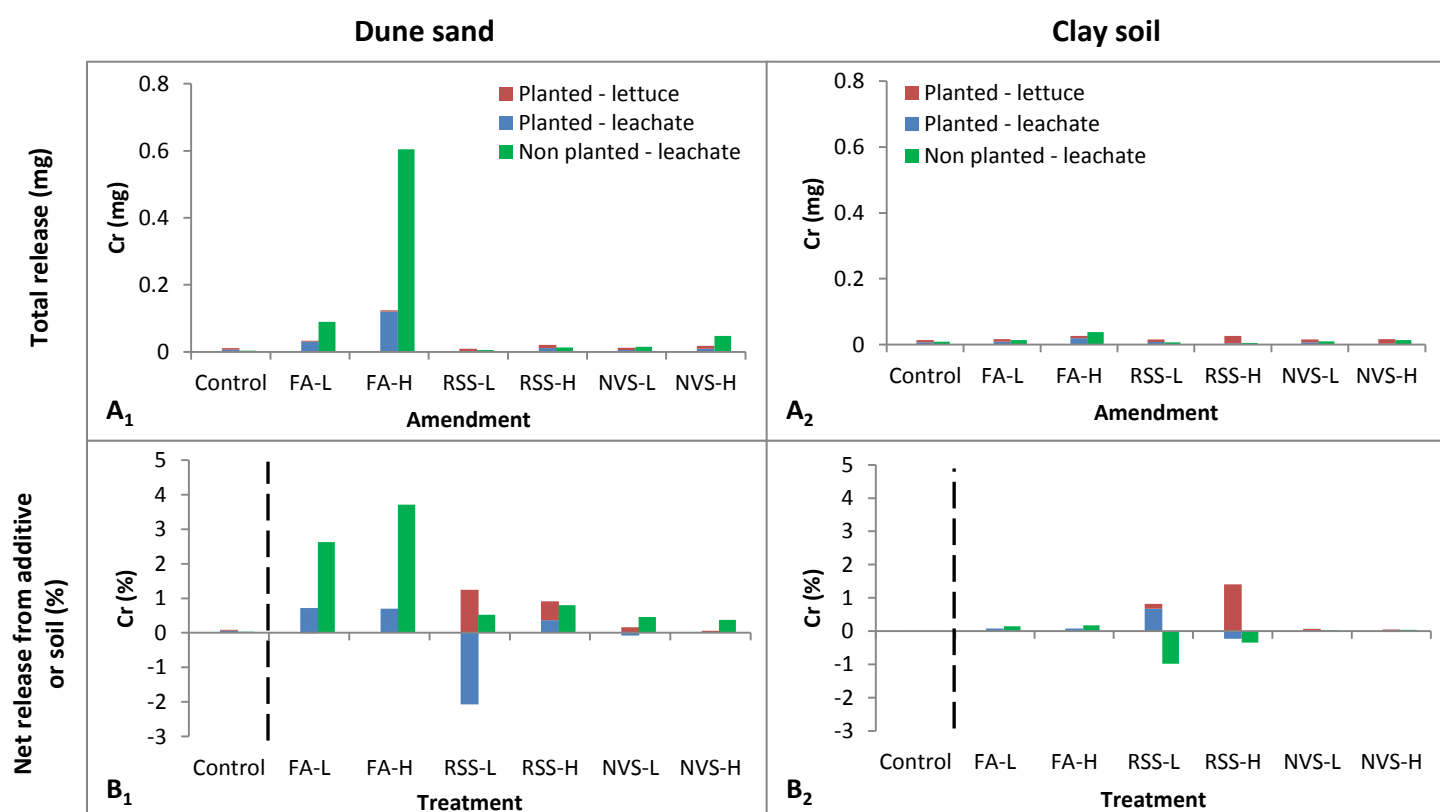 Dune sand
Clay soil
Total release (mg)
Cr (mg)
0.8
0.6
0.4
0.2
0
Planted - lettuce
Planted - leachate
Non planted - leachate
Control FA-L FA-H RSS-L RSS-H NVS-L NVS-H
A1
Amendment
Cr (mg)
0.8
0.6
0.4
0.2
0
Planted - lettuce
Planted - leachate
Non planted - leachate
Control FA-L FA-H RSS-L RSS-H NVS-L NVS-H
A2
Amendment
Net release from additive
or soil (%)
Cr (%)
5
4
3
2
1
0
-1
-2
-3
Control FA-L FA-H RSS-L RSS-H NVS-L NVS-H
B1
Treatment
Cr (%)
5
4
3
2
1
0
-1
-2
-3
Control FA-L FA-H RSS-L RSS-H NVS-L NVS-H
B2
Treatment